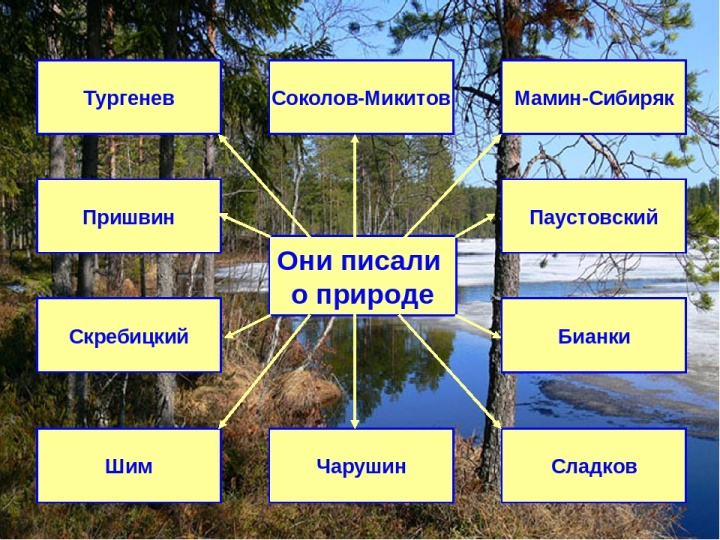 Тургенев
Соколов-Микитов
Мамин-Сибиряк
Пришвин
Паустовский
Они писали
о природе
Скребицкий
Бианки
Шим
Чарушин
Сладков